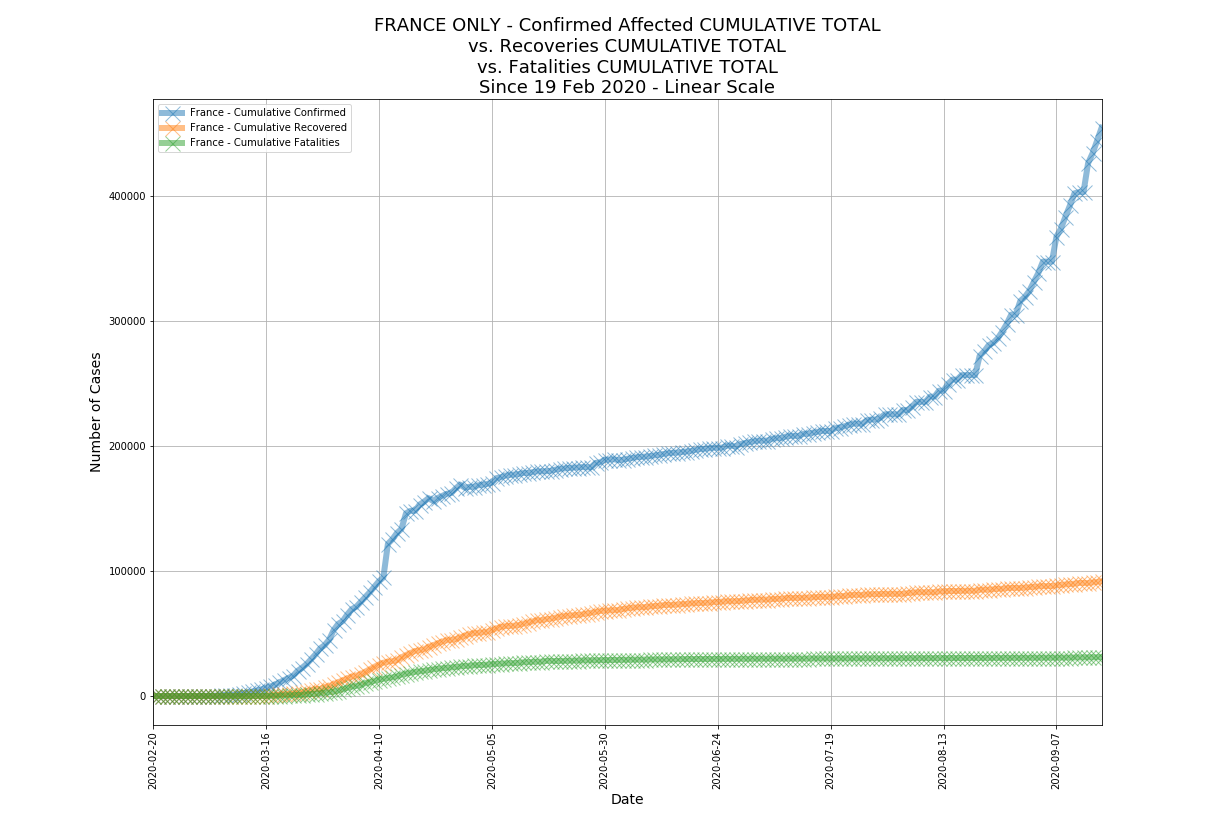 FRANCE ONLY - Confirmed Affected CUMULATIVE TOTAL
vs. Recoveries CUMULATIVE TOTAL
vs. Fatalities CUMULATIVE TOTAL
Since 19 Feb 2020 - Linear Scale
France - Cumulative Confirmed
France - Cumulative Recovered
France - Cumulative Fatalities
Number of Cases
400000
300000
200000
100000
0
2020-02-20
2020-03-16
2020-04-10
2020-05-05
2020-05-30
2020-06-24
2020-07-19
2020-08-13
2020-09-07
Date